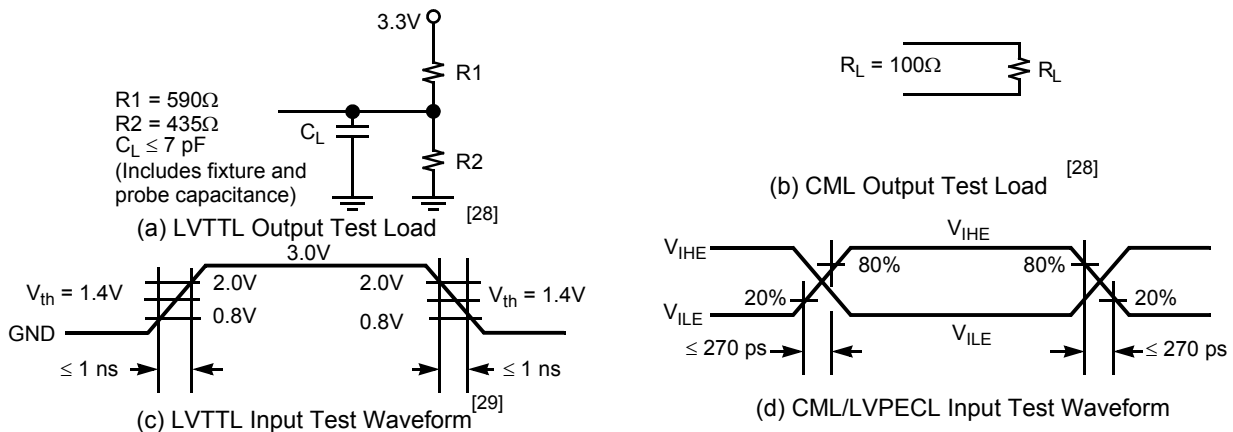 3.3V
R1
R1 = 590Ω
R2 = 435Ω
C_L ≤ 7 pF
(Includes fixture and
probe capacitance)
C_L
R2
(a) LVTTL Output Test Load [28]
R_L = 100Ω
R_L
(b) CML Output Test Load [28]
3.0V
2.0V
2.0V
V_th = 1.4V
V_th = 1.4V
0.8V
0.8V
GND
≤ 1 ns
≤ 1 ns
(c) LVTTL Input Test Waveform [29]
V_IHE
V_IHE
80%
80%
20%
20%
V_ILE
V_ILE
≤ 270 ps
≤ 270 ps
(d) CML/LVPECL Input Test Waveform